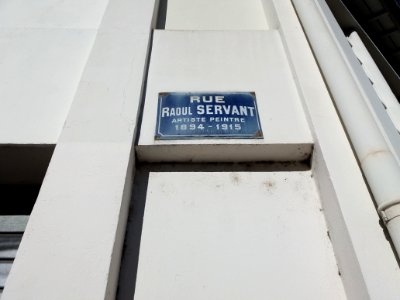 RUE
RAOUL SERVANT
ARTISTE PEINTRE
1894-1915